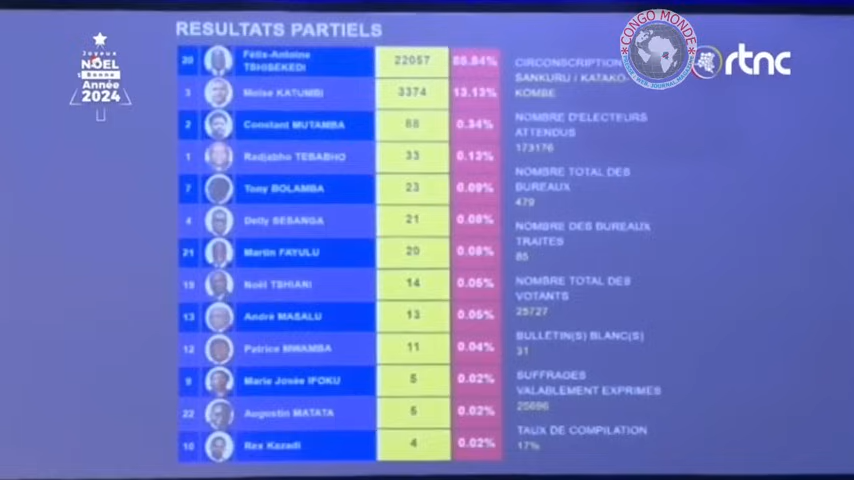 RESULTATS PARTIELS
Joyeux
NOËL
Bonne
Année
2024
CONGO MONDE
rtnc
20 Félix-Antoine TSHISEKEDI 22057 85.84%
3 Moïse KATUMBI 3374 13.13%
2 Constant MUTAMBA 88 0.34%
1 Radjabho TEBABHO 33 0.13%
7 Tony BOLAMBA 23 0.09%
4 Delly SESANGA 21 0.08%
21 Martin FAYULU 20 0.08%
19 Noël TSHIANI 14 0.05%
13 André MASALU 13 0.05%
12 Patrice MWAMBA 11 0.04%
9 Marie Josée IFOKU 5 0.02%
22 Augustin MATATA 5 0.02%
10 Rex Kazadi 4 0.02%
CIRCONSCRIPTION
SANKURU / KATAKO-
KOMBE
NOMBRE D'ELECTEURS
ATTENDUS
173176
NOMBRE TOTAL DES
BUREAUX
479
NOMBRE DES BUREAUX
TRAITES
85
NOMBRE TOTAL DES
VOTANTS
25727
BULLETIN(S) BLANC(S)
31
SUFFRAGES
VALABLEMENT EXPRIMES
25696
TAUX DE COMPILATION
17%